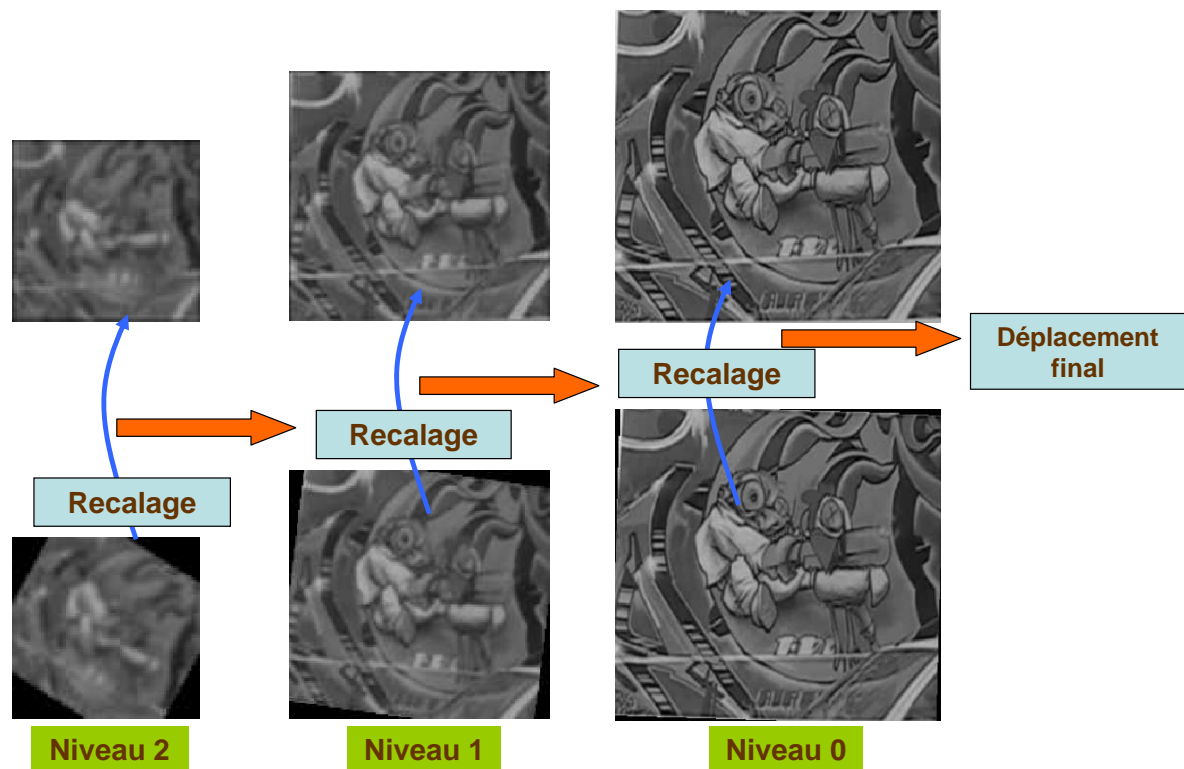 Déplacement
final
Recalage
Recalage
Recalage
Niveau 2
Niveau 1
Niveau 0